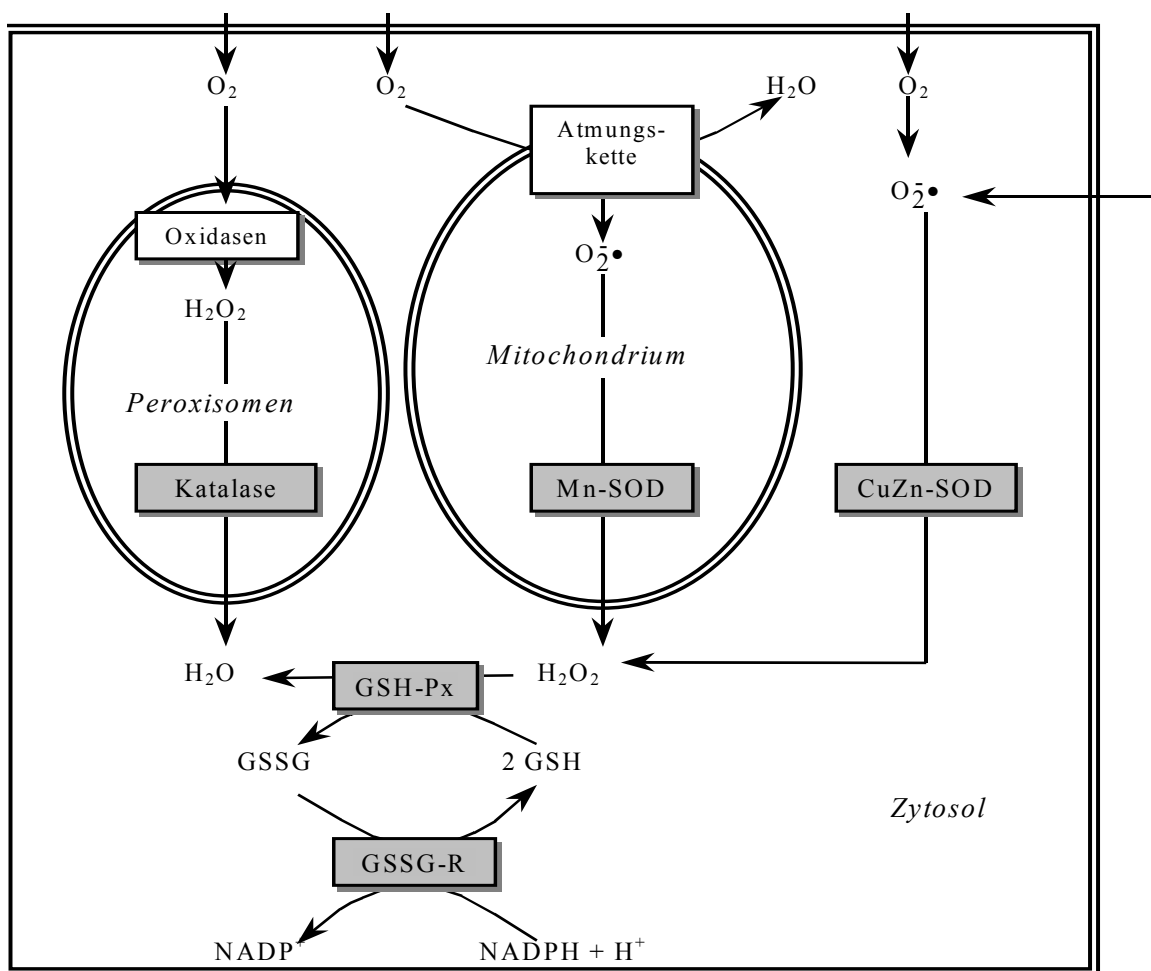 O₂
O₂
H₂O
O₂
Atmungs-
kette
O₂⁻•
Oxidasen
O₂⁻•
H₂O₂
Mitochondrium
Peroxisomen
Katalase
Mn-SOD
CuZn-SOD
H₂O
GSH-Px
H₂O₂
GSSG
2 GSH
Zytosol
GSSG-R
NADP⁺
NADPH + H⁺